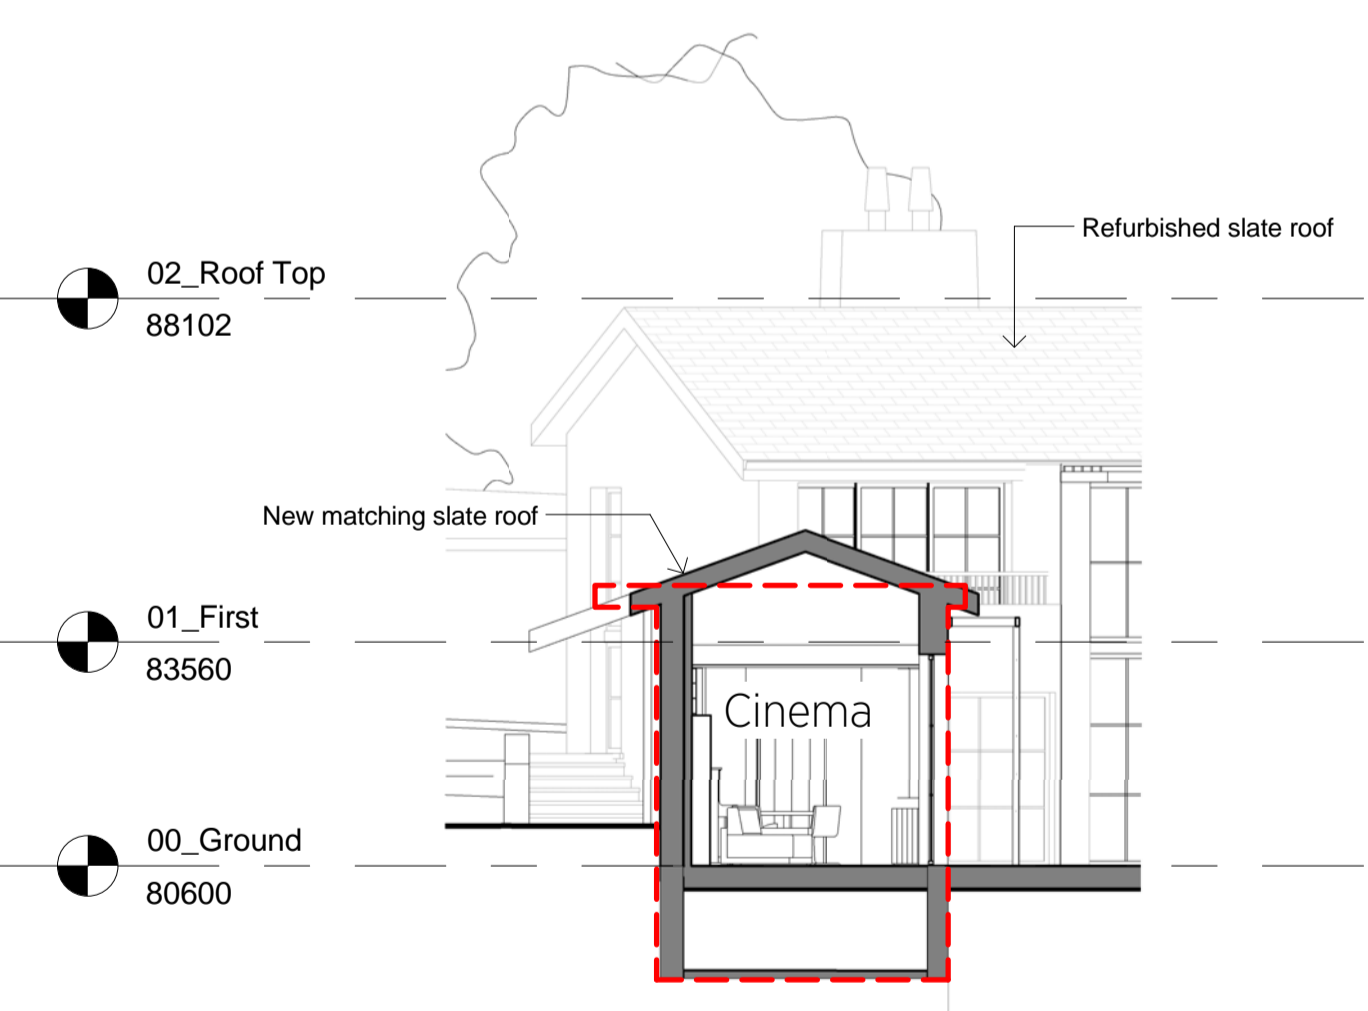 02_Roof Top
88102
Refurbished slate roof
New matching slate roof
01_First
83560
Cinema
00_Ground
80600